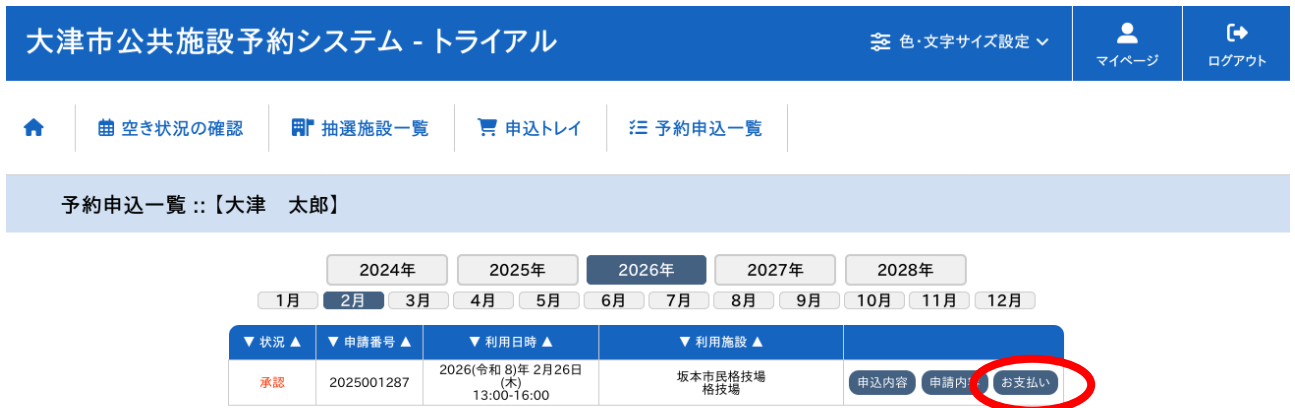 大津市公共施設予約システム - トライアル
色・文字サイズ設定
マイページ
ログアウト
空き状況の確認
抽選施設一覧
申込トレイ
予約申込一覧
予約申込一覧 ::【大津　太郎】
2024年 2025年 2026年 2027年 2028年
1月 2月 3月 4月 5月 6月 7月 8月 9月 10月 11月 12月
▼ 状況 ▲ ▼ 申請番号 ▲ ▼ 利用日時 ▲ ▼ 利用施設 ▲
承認 2025001287
2026(令和 8)年 2月26日
(木)
13:00-16:00
坂本市民格技場
格技場
申込内容 申請内容 お支払い